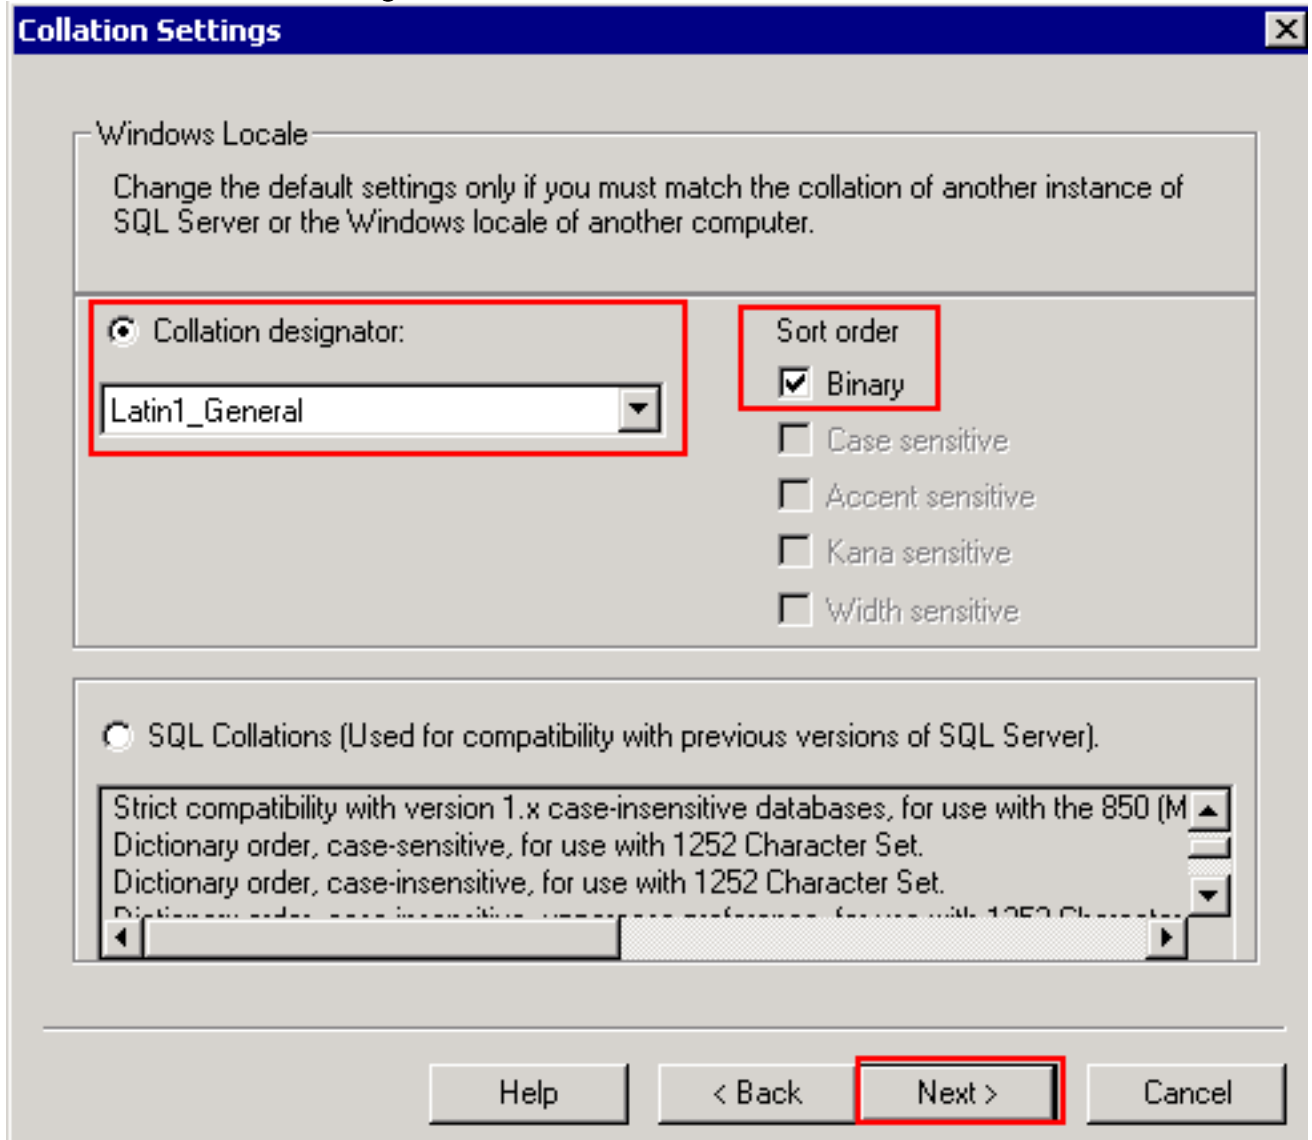 Collation Settings
Windows Locale
Change the default settings only if you must match the collation of another instance of
SQL Server or the Windows locale of another computer.
Collation designator:
Latin1_General
Sort order
Binary
Case sensitive
Accent sensitive
Kana sensitive
Width sensitive
SQL Collations (Used for compatibility with previous versions of SQL Server).
Strict compatibility with version 1.x case-insensitive databases, for use with the 850 (M
Dictionary order, case-sensitive, for use with 1252 Character Set.
Dictionary order, case-insensitive, for use with 1252 Character Set.
Help
< Back
Next >
Cancel